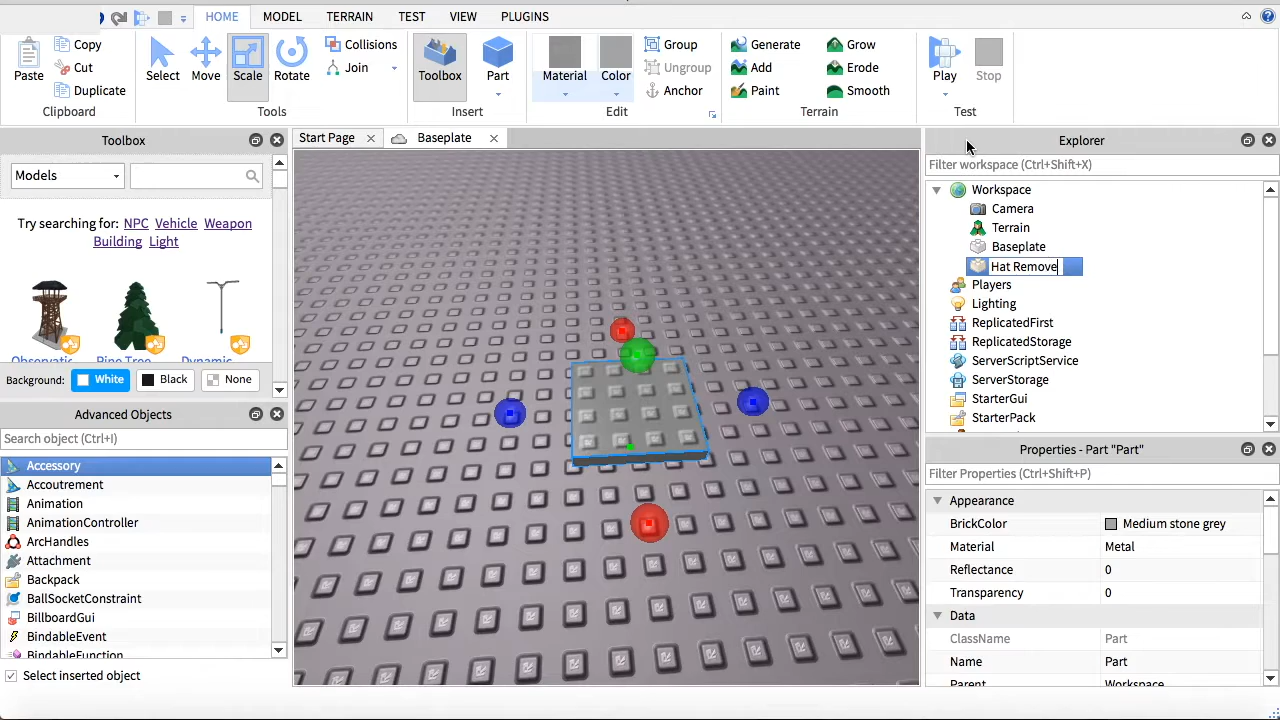 HOME MODEL TERRAIN TEST VIEW PLUGINS
Paste
Copy
Cut
Duplicate
Clipboard
Select Move Scale Rotate
Collisions
Join
Tools
Toolbox Part
Insert
Material Color
Group
Ungroup
Anchor
Edit
Generate Grow
Add Erode
Paint Smooth
Terrain
Play Stop
Test
Toolbox
Models
Try searching for: NPC Vehicle Weapon
Building Light
Observatic Pine Tree Dynamic
Background: White Black None
Advanced Objects
Search object (Ctrl+I)
Accessory
Accoutrement
Animation
AnimationController
ArcHandles
Attachment
Backpack
BallSocketConstraint
BillboardGui
BindableEvent
BindableFunction
Select inserted object
Start Page Baseplate
Explorer
Filter workspace (Ctrl+Shift+X)
Workspace
Camera
Terrain
Baseplate
Hat Remove
Players
Lighting
ReplicatedFirst
ReplicatedStorage
ServerScriptService
ServerStorage
StarterGui
StarterPack
Properties - Part "Part"
Filter Properties (Ctrl+Shift+P)
Appearance
BrickColor Medium stone grey
Material Metal
Reflectance 0
Transparency 0
Data
ClassName Part
Name Part
Parent Workspace